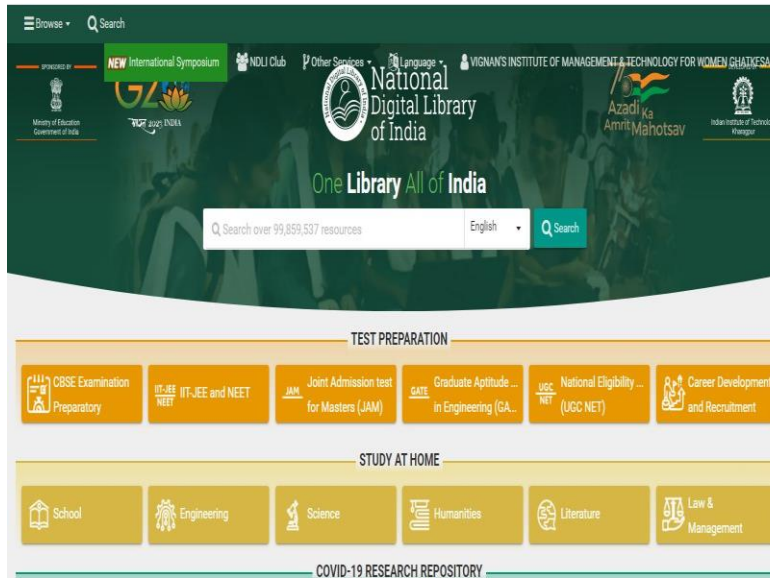 Browse
Search
SPONSORED BY
Ministry of Education
Government of India
NEW International Symposium
NDLI Club
Other Services
Language
VIGNAN'S INSTITUTE OF MANAGEMENT & TECHNOLOGY FOR WOMEN GHATKESA
G2
2023 INDIA
National
Digital Library
of India
Azadi Ka
Amrit Mahotsav
Indian Institute of Technolo
Kharagpur
One Library All of India
Search over 99,859,537 resources
English
Search
TEST PREPARATION
CBSE Examination
Preparatory
IIT-JEE
NEET
IIT-JEE and NEET
JAM
Joint Admission test
for Masters (JAM)
GATE
Graduate Aptitude ...
in Engineering (GA...
UGC
NET
National Eligibility ...
(UGC NET)
Career Development
and Recruitment
STUDY AT HOME
School
Engineering
Science
Humanities
Literature
Law &
Management
COVID-19 RESEARCH REPOSITORY